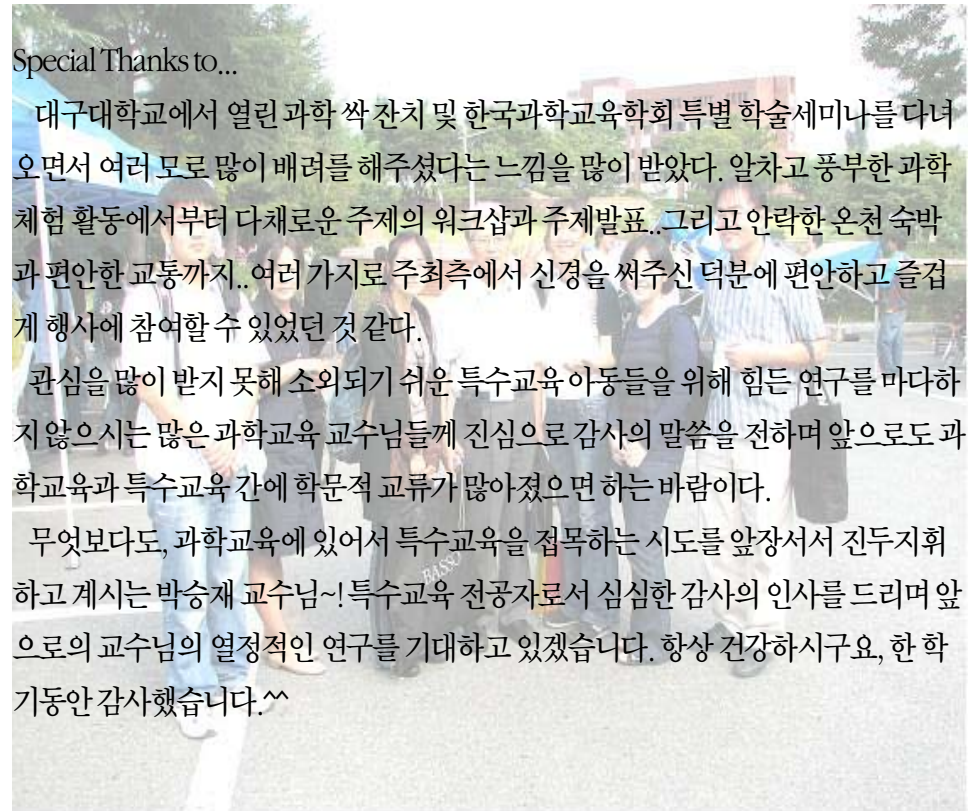 Special Thanks to...
대구대학교에서 열린 과학 싹 잔치 및 한국과학교육학회 특별 학술세미나를 다녀
오면서 여러 모로 많이 배려를 해주셨다는 느낌을 많이 받았다. 알차고 풍부한 과학
체험 활동에서부터 다채로운 주제의 워크샵과 주제발표..그리고 안락한 온천 숙박
과 편안한 교통까지..여러 가지로 주최측에서 신경을 써주신 덕분에 편안하고 즐겁
게 행사에 참여할 수 있었던 것 같다.
관심을 많이 받지 못해 소외되기 쉬운 특수교육 아동들을 위해 힘든 연구를 마다하
지 않으시는 많은 과학교육 교수님들께 진심으로 감사의 말씀을 전하며 앞으로도 과
학교육과 특수교육 간에 학문적 교류가 많아졌으면 하는 바람이다.
무엇보다도, 과학교육에 있어서 특수교육을 접목하는 시도를 앞장서서 진두지휘
하고 계시는 박승재 교수님~! 특수교육 전공자로서 심심한 감사의 인사를 드리며 앞
으로의 교수님의 열정적인 연구를 기대하고 있겠습니다. 항상 건강하시구요, 한 학
기동안 감사했습니다.^^